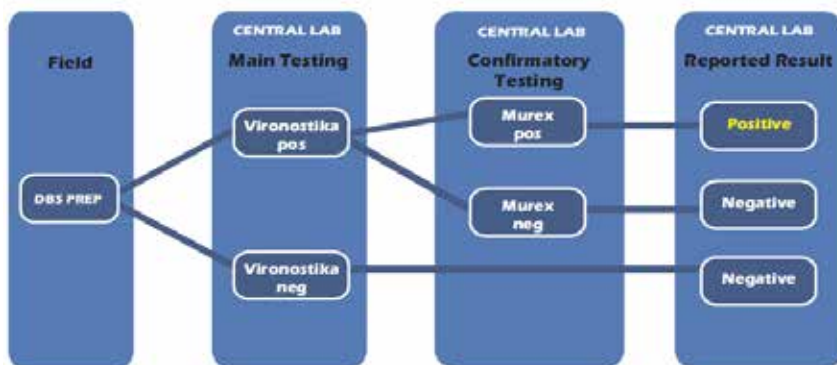 Field
DBS PREP
CENTRAL LAB
Main Testing
Vironostika
pos
Vironostika
neg
CENTRAL LAB
Confirmatory
Testing
Murex
pos
Murex
neg
CENTRAL LAB
Reported Result
Positive
Negative
Negative